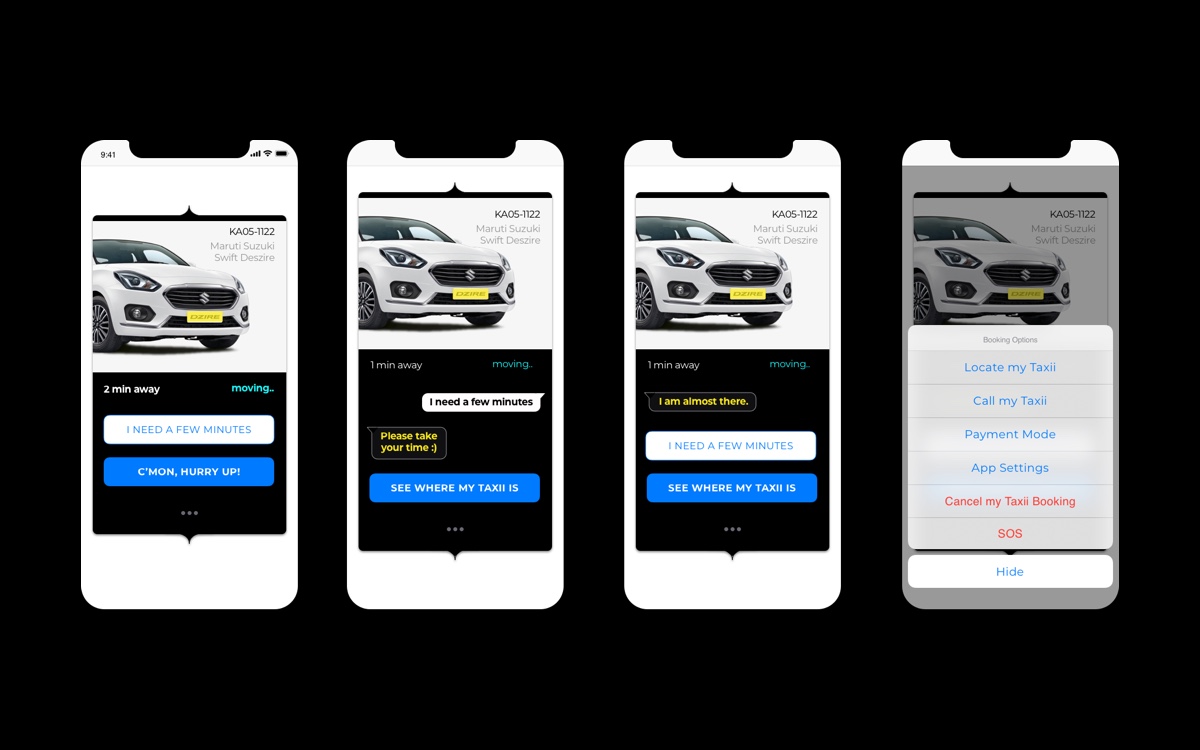 9:41
KA05-1122
Maruti Suzuki
Swift Deszire
DZIRE
2 min away
moving..
I NEED A FEW MINUTES
C'MON, HURRY UP!
KA05-1122
Maruti Suzuki
Swift Deszire
DZIRE
1 min away
moving..
I need a few minutes
Please take
your time :)
SEE WHERE MY TAXII IS
KA05-1122
Maruti Suzuki
Swift Deszire
DZIRE
1 min away
moving..
I am almost there.
I NEED A FEW MINUTES
SEE WHERE MY TAXII IS
KA05-1122
Maruti Suzuki
Swift Deszire
DZIRE
Booking Options
Locate my Taxii
Call my Taxii
Payment Mode
App Settings
Cancel my Taxii Booking
SOS
Hide